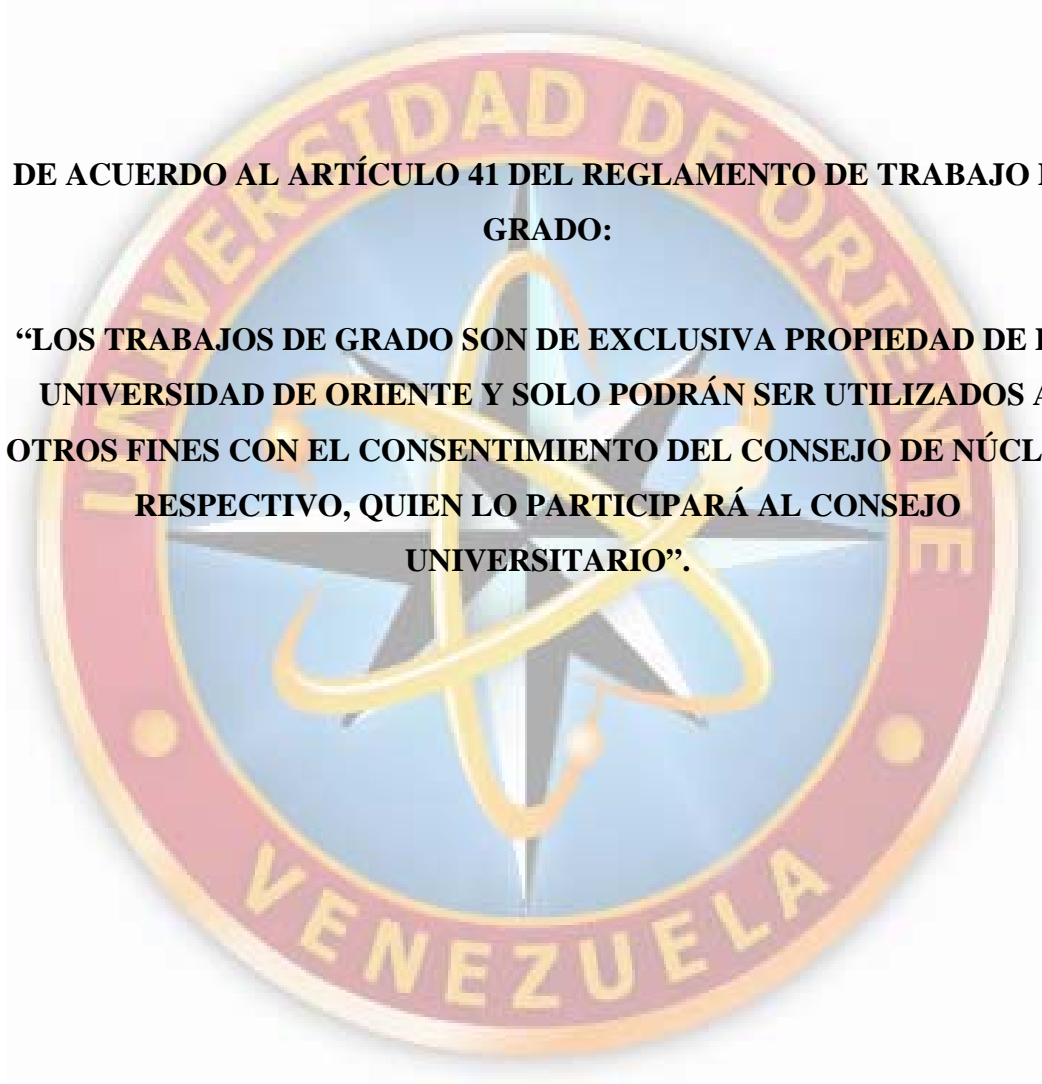 UNIVERSIDAD DE ORIENTE
DE ACUERDO AL ARTÍCULO 41 DEL REGLAMENTO DE TRABAJO
GRADO:
“LOS TRABAJOS DE GRADO SON DE EXCLUSIVA PROPIEDAD DE
UNIVERSIDAD DE ORIENTE Y SOLO PODRÁN SER UTILIZADOS A
OTROS FINES CON EL CONSENTIMIENTO DEL CONSEJO DE NÚCL
RESPECTIVO, QUIEN LO PARTICIPARÁ AL CONSEJO
UNIVERSITARIO”.
VENEZUELA